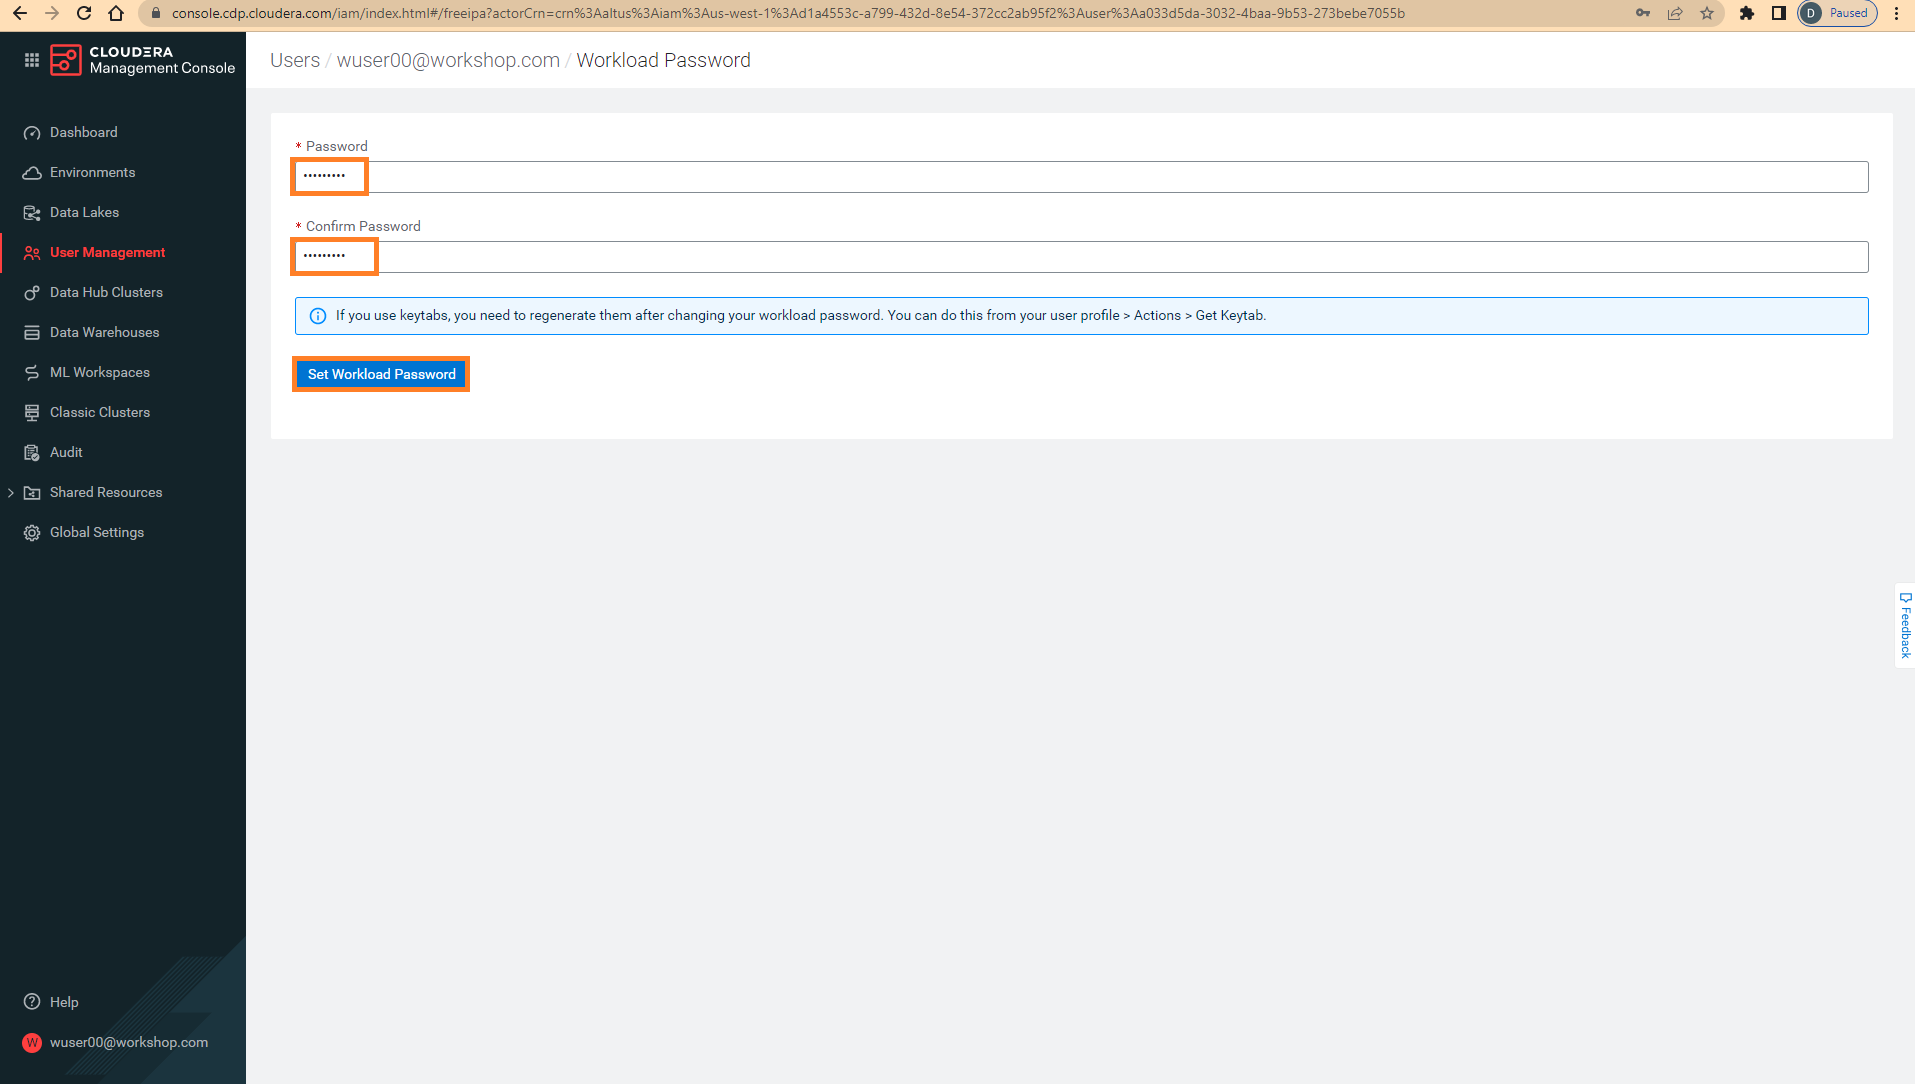 console.cdp.cloudera.com/iam/index.html#/freeipa?actorCrn=crn%3Aaltus%3Aiam%3Aus-west-1%3Ad1a4553c-a799-432d-8e54-372cc2ab95f2%3Auser%3Aa033d5da-3032-4baa-9b53-273bebe7055b
D Paused
CLOUDERA
Management Console
Users / wuser00@workshop.com / Workload Password
Dashboard
Environments
Data Lakes
User Management
Data Hub Clusters
Data Warehouses
ML Workspaces
Classic Clusters
Audit
Shared Resources
Global Settings
Help
W wuser00@workshop.com
* Password
•••••••••
* Confirm Password
•••••••••
If you use keytabs, you need to regenerate them after changing your workload password. You can do this from your user profile > Actions > Get Keytab.
Set Workload Password
Feedback